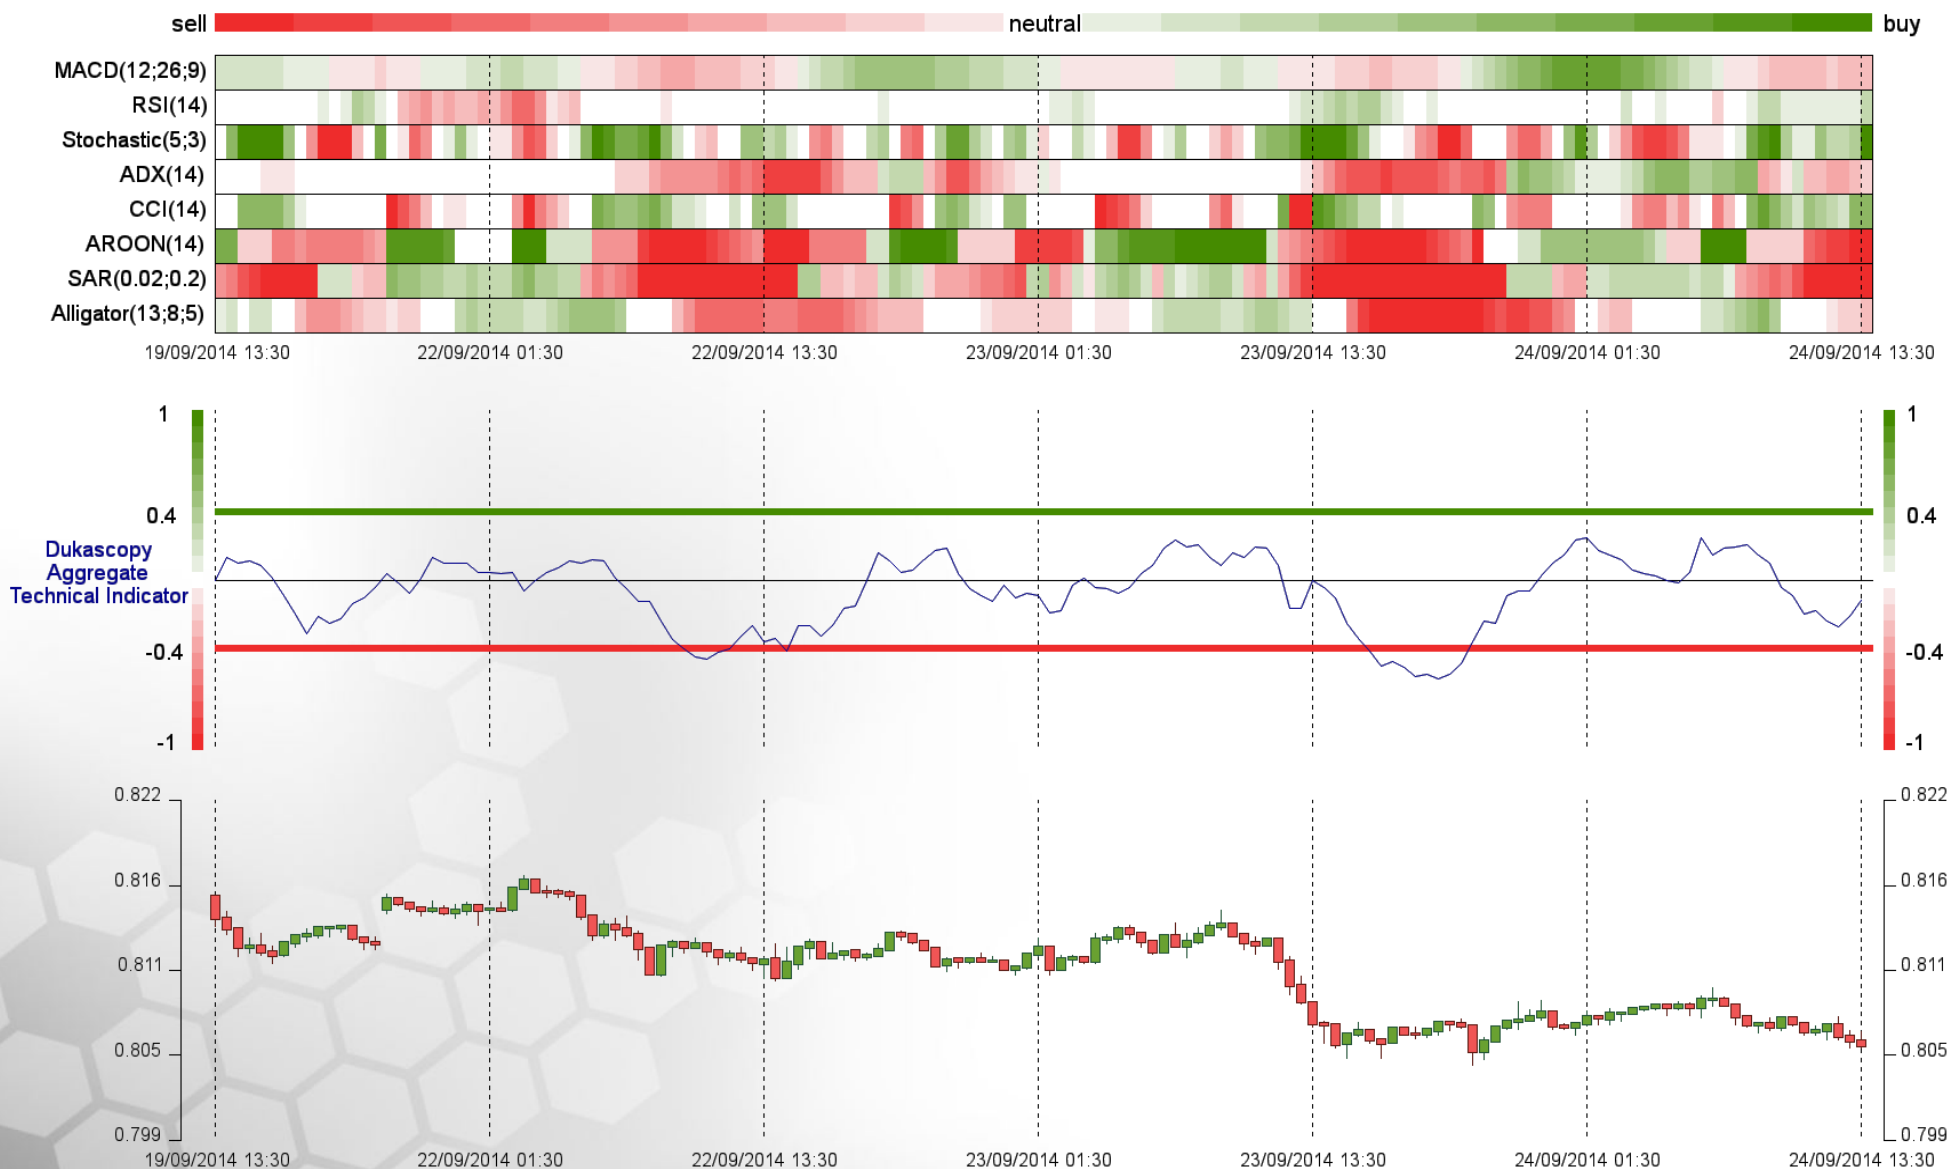 sell neutral buy
MACD(12;26;9)
RSI(14)
Stochastic(5;3)
ADX(14)
CCI(14)
AROON(14)
SAR(0.02;0.2)
Alligator(13;8;5)
19/09/2014 13:30 22/09/2014 01:30 22/09/2014 13:30 23/09/2014 01:30 23/09/2014 13:30 24/09/2014 01:30 24/09/2014 13:30
1 1
0.4 0.4
Dukascopy
Aggregate
Technical Indicator
-0.4 -0.4
-1 -1
0.822 0.822
0.816 0.816
0.811 0.811
0.805 0.805
0.799 0.799
19/09/2014 13:30 22/09/2014 01:30 22/09/2014 13:30 23/09/2014 01:30 23/09/2014 13:30 24/09/2014 01:30 24/09/2014 13:30